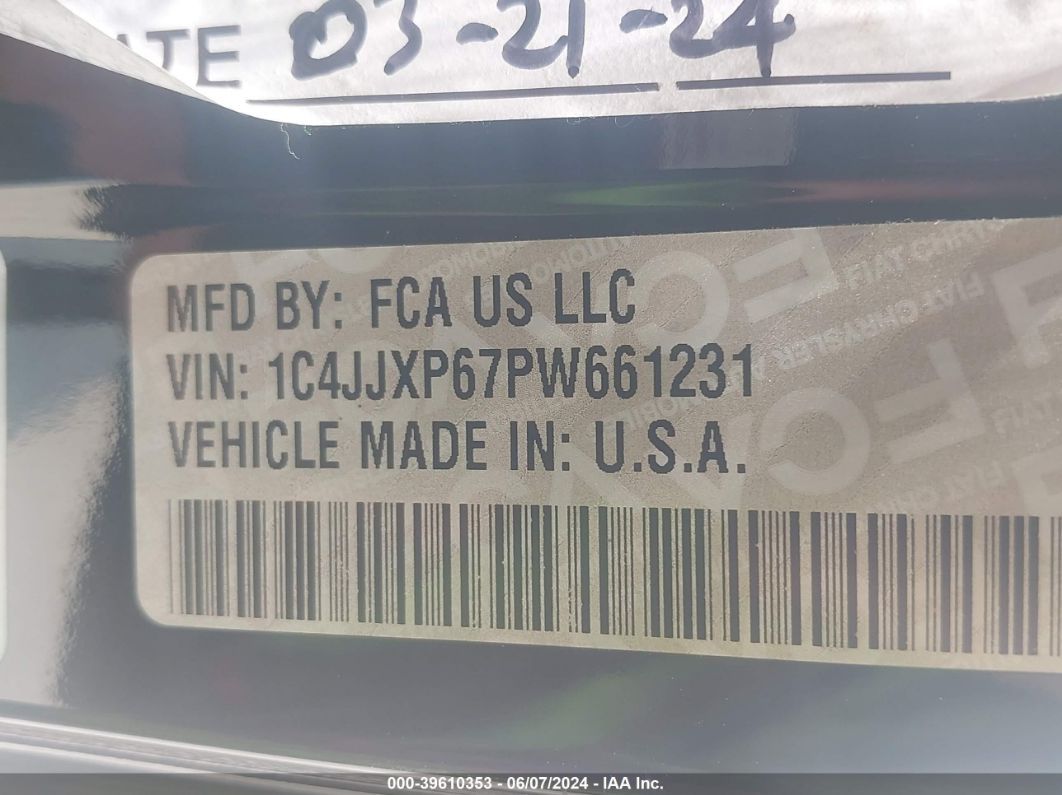 ATE 03-21-24
MFD BY: FCA US LLC
VIN: 1C4JJXP67PW661231
VEHICLE MADE IN: U.S.A.
000-39610353 - 06/07/2024 - IAA Inc.